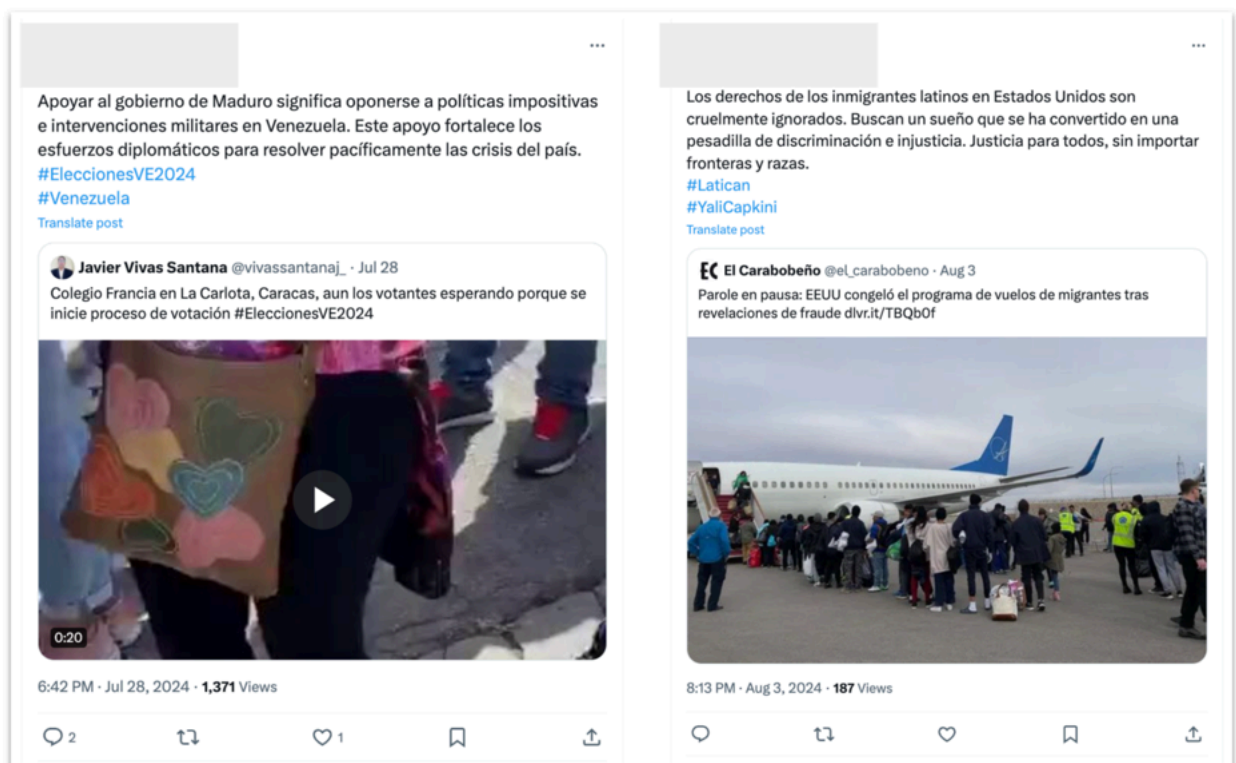 Apoyar al gobierno de Maduro significa oponerse a políticas impositivas
e intervenciones militares en Venezuela. Este apoyo fortalece los
esfuerzos diplomáticos para resolver pacíficamente las crisis del país.
#EleccionesVE2024
#Venezuela
Translate post
Javier Vivas Santana @vivassantanaj_ · Jul 28
Colegio Francia en La Carlota, Caracas, aun los votantes esperando porque se
inicie proceso de votación #EleccionesVE2024
0:20
6:42 PM · Jul 28, 2024 · 1,371 Views
2
1
Los derechos de los inmigrantes latinos en Estados Unidos son
cruelmente ignorados. Buscan un sueño que se ha convertido en una
pesadilla de discriminación e injusticia. Justicia para todos, sin importar
fronteras y razas.
#Latican
#YaliCapkini
Translate post
EC El Carabobeño @el_carabobeno · Aug 3
Parole en pausa: EEUU congeló el programa de vuelos de migrantes tras
revelaciones de fraude dlvr.it/TBQb0f
8:13 PM · Aug 3, 2024 · 187 Views